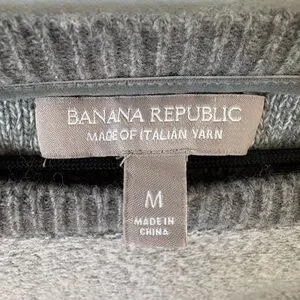 BANANA REPUBLIC
MADE OF ITALIAN YARN
M
MADE IN
CHINA